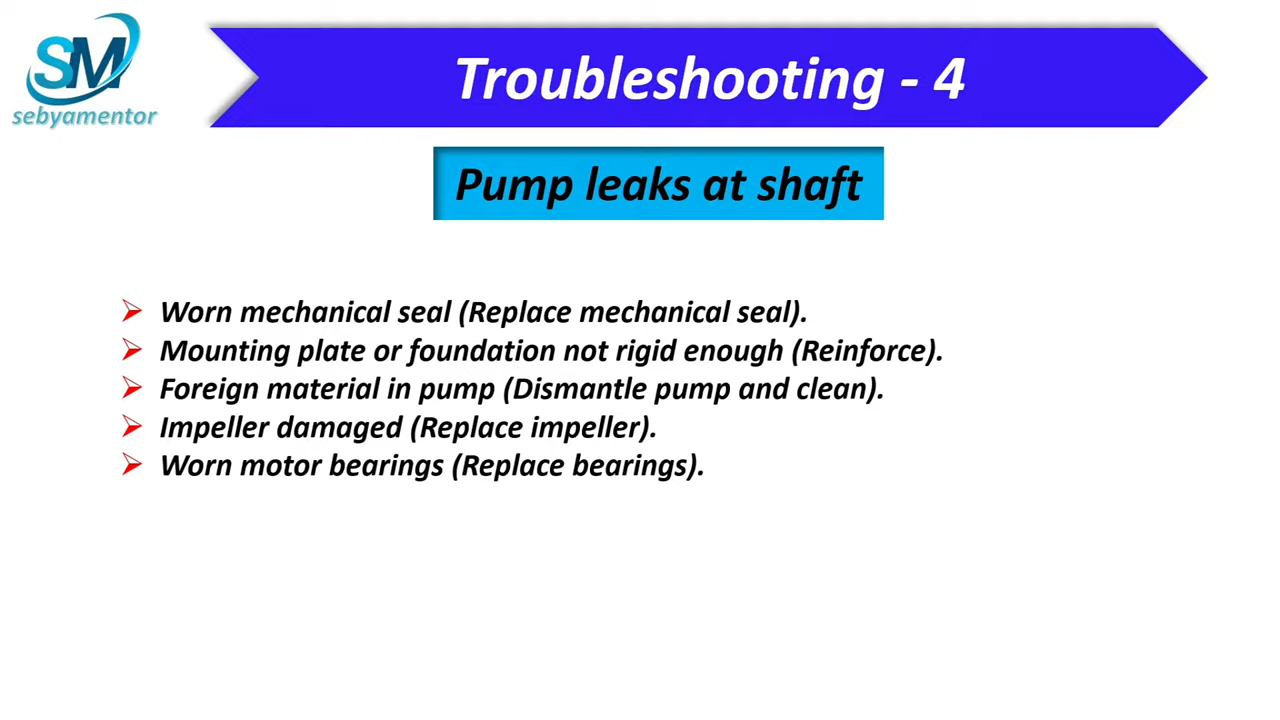 SM
sebyamentor
Troubleshooting - 4
Pump leaks at shaft
Worn mechanical seal (Replace mechanical seal).
Mounting plate or foundation not rigid enough (Reinforce).
Foreign material in pump (Dismantle pump and clean).
Impeller damaged (Replace impeller).
Worn motor bearings (Replace bearings).